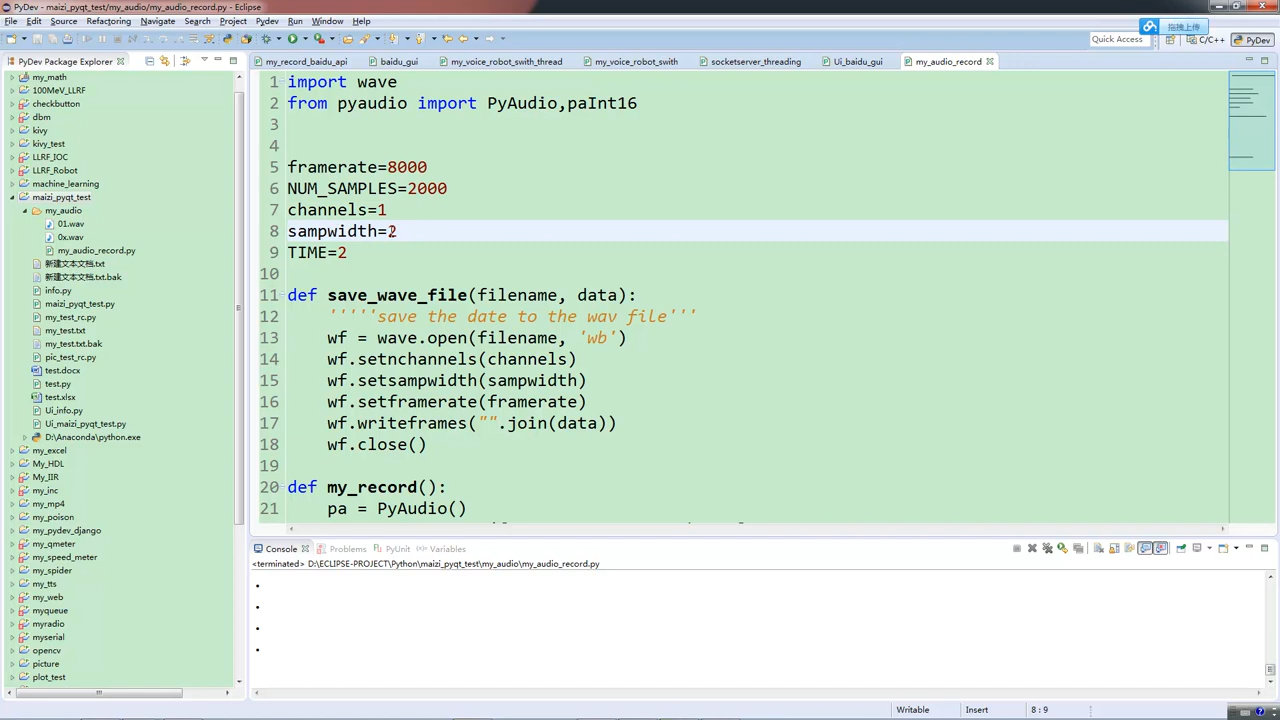 PyDev - maizi_pyqt_test/my_audio/my_audio_record.py - Eclipse
File Edit Source Refactoring Navigate Search Project Pydev Run Window Help
拖拽上传
Quick Access
C/C++
PyDev
PyDev Package Explorer
my_math
100MeV_LLRF
checkbutton
dbm
kivy
kivy_test
LLRF_IOC
LLRF_Robot
machine_learning
maizi_pyqt_test
my_audio
01.wav
0x.wav
my_audio_record.py
新建文本文档.txt
新建文本文档.txt.bak
info.py
maizi_pyqt_test.py
my_test_rc.py
my_test.txt
my_test.txt.bak
pic_test_rc.py
test.docx
test.py
test.xlsx
Ui_info.py
Ui_maizi_pyqt_test.py
D:\Anaconda\python.exe
my_excel
My_HDL
My_IIR
my_inc
my_mp4
my_poison
my_pydev_django
my_qmeter
my_speed_meter
my_spider
my_tts
my_web
myqueue
myradio
myserial
opencv
picture
plot_test
my_record_baidu_api baidu_gui my_voice_robot_swith_thread my_voice_robot_swith socketserver_threading Ui_baidu_gui my_audio_record
1 import wave
2 from pyaudio import PyAudio,paInt16
3
4
5 framerate=8000
6 NUM_SAMPLES=2000
7 channels=1
8 sampwidth=2
9 TIME=2
10
11 def save_wave_file(filename, data):
12 '''''save the date to the wav file'''
13 wf = wave.open(filename, 'wb')
14 wf.setnchannels(channels)
15 wf.setsampwidth(sampwidth)
16 wf.setframerate(framerate)
17 wf.writeframes("".join(data))
18 wf.close()
19
20 def my_record():
21 pa = PyAudio()
Console Problems PyUnit Variables
<terminated> D:\ECLIPSE-PROJECT\Python\maizi_pyqt_test\my_audio\my_audio_record.py
.
.
.
.
Writable Insert 8 : 9